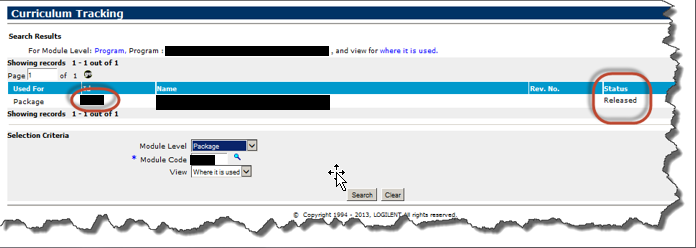 Curriculum Tracking
Search Results
For Module Level: Program, Program : , and view for where it is used.
Showing records 1 - 1 out of 1
Page 1 of 1
Used For Name Rev. No. Status
Package Released
Showing records 1 - 1 out of 1
Selection Criteria
Module Level Package
* Module Code
View Where it is used
Search Clear
© Copyright 1994 - 2013, LOGILENT All rights reserved.